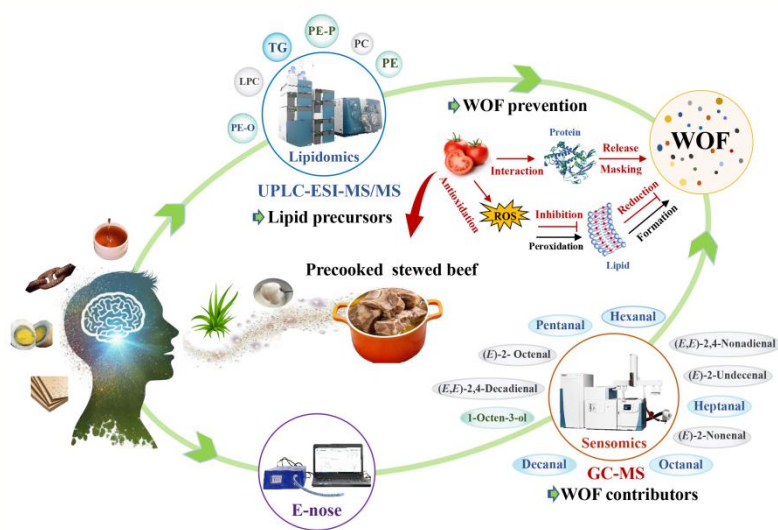 PE-P
TG
PC
PE
LPC
PE-O
Lipidomics
UPLC-ESI-MS/MS
Lipid precursors
WOF prevention
WOF
Protein
Release
Interaction
Masking
Antioxidation
ROS
Inhibition
Peroxidation
Lipid
Reduction
Formation
Precooked stewed beef
Hexanal
Pentanal
(E,E)-2,4-Nonadienal
(E)-2- Octenal
(E)-2-Undecenal
(E,E)-2,4-Decadienal
Heptanal
1-Octen-3-ol
(E)-2-Nonenal
Sensomics
Decanal
Octanal
GC-MS
WOF contributors
E-nose